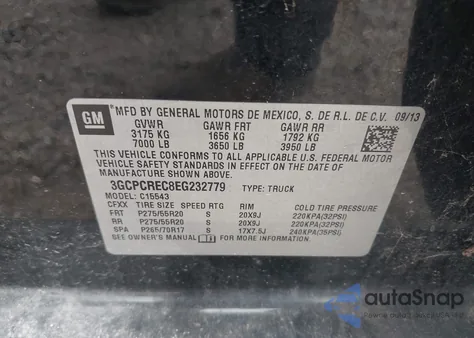 GM
MFD BY GENERAL MOTORS DE MEXICO, S. DE R.L. DE C.V. 09/13
GVWR GAWR FRT GAWR RR
3175 KG 1656 KG 1792 KG
7000 LB 3650 LB 3950 LB
THIS VEHICLE CONFORMS TO ALL APPLICABLE U.S. FEDERAL MOTOR
VEHICLE SAFETY STANDARDS IN EFFECT ON THE DATE OF
MANUFACTURE SHOWN ABOVE.
3GCPCREC8EG232779 TYPE: TRUCK
MODEL: C15543
CFXX TIRE SIZE SPEED RTG RIM COLD TIRE PRESSURE
FRT P275/55R20 S 20X9J 220KPA(32PSI)
RR P275/55R20 S 20X9J 220KPA(32PSI)
SPA P265/70R17 S 17X7.5J 240KPA(35PSI)
SEE OWNER'S MANUAL FOR MORE INFORMATION.
autoSnap